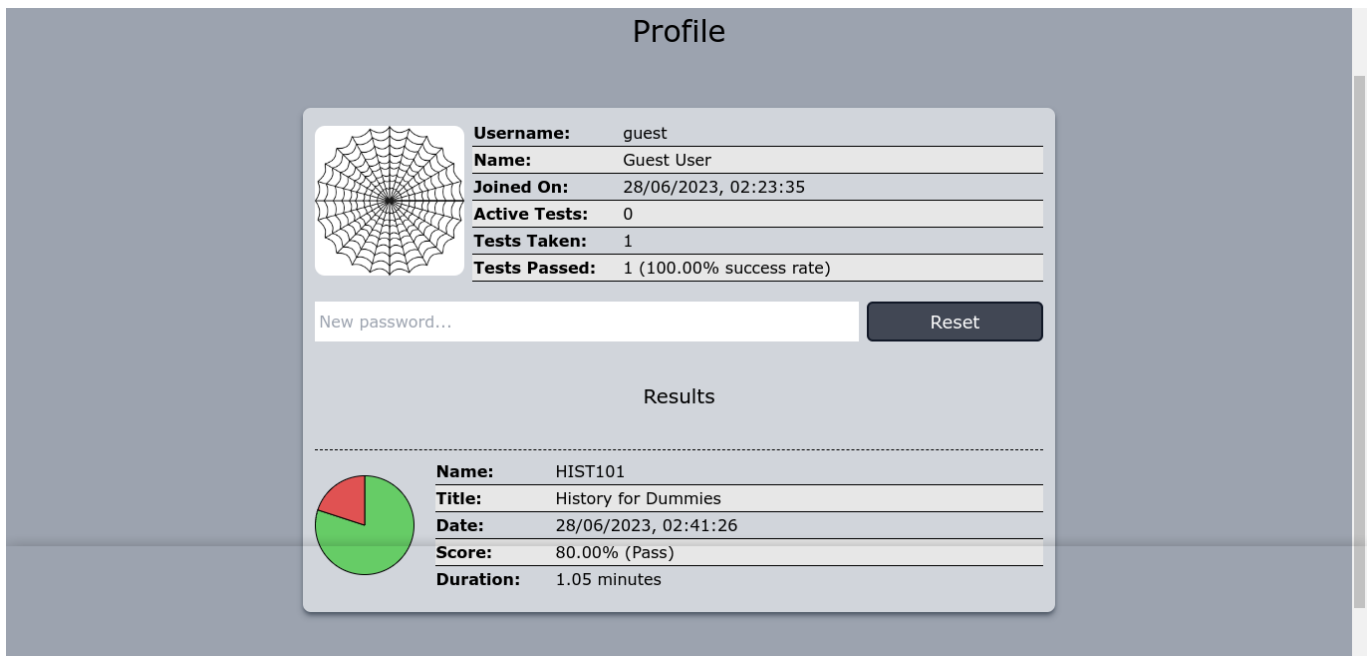 Profile
Username: guest
Name: Guest User
Joined On: 28/06/2023, 02:23:35
Active Tests: 0
Tests Taken: 1
Tests Passed: 1 (100.00% success rate)
New password... Reset
Results
Name: HIST101
Title: History for Dummies
Date: 28/06/2023, 02:41:26
Score: 80.00% (Pass)
Duration: 1.05 minutes